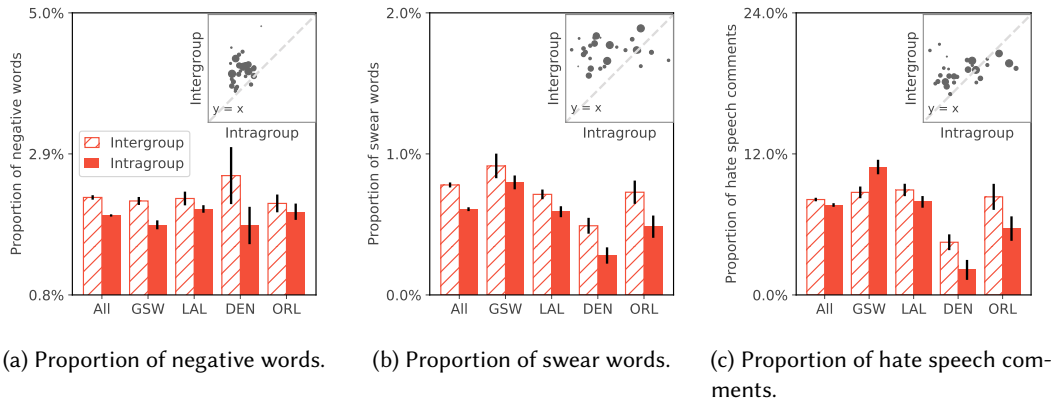 5.0%
2.9%
0.8%
Proportion of negative words
Intergroup
Intragroup
y = x
Intergroup
Intragroup
All GSW LAL DEN ORL
(a) Proportion of negative words.
2.0%
1.0%
0.0%
Proportion of swear words
Intergroup
y = x
Intragroup
All GSW LAL DEN ORL
(b) Proportion of swear words.
24.0%
12.0%
0.0%
Proportion of hate speech comments
Intergroup
y = x
Intragroup
All GSW LAL DEN ORL
(c) Proportion of hate speech com-
ments.